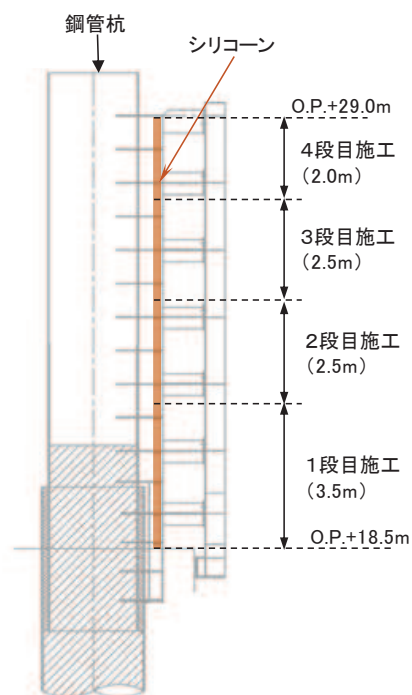 鋼管杭
シリコーン
O.P.+29.0m
4段目施工
(2.0m)
3段目施工
(2.5m)
2段目施工
(2.5m)
1段目施工
(3.5m)
O.P.+18.5m